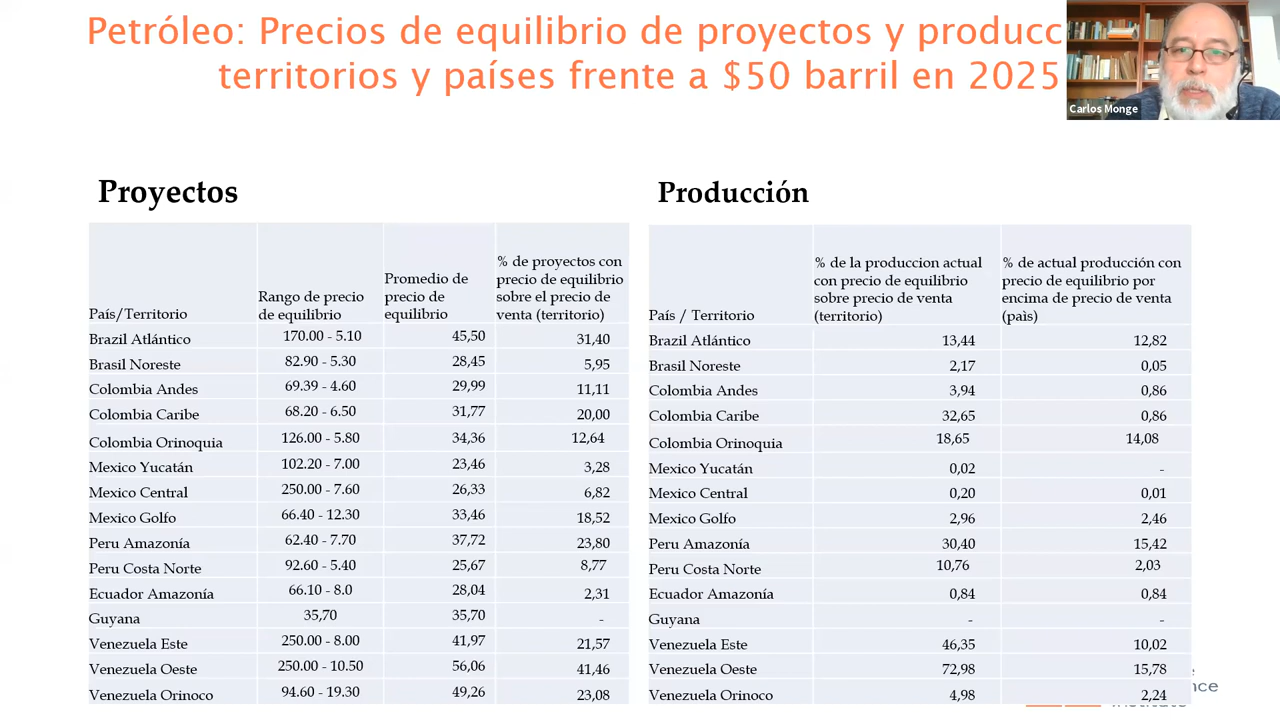 Petróleo: Precios de equilibrio de proyectos y
territorios y países frente a $50 barril en 2025
Carlos Monge
Proyectos
País/Territorio | Rango de precio de equilibrio | Promedio de precio de equilibrio | % de proyectos con precio de equilibrio sobre el precio de venta (territorio)
Brazil Atlántico 170.00 - 5.10 45,50 31,40
Brasil Noreste 82.90 - 5.30 28,45 5,95
Colombia Andes 69.39 - 4.60 29,99 11,11
Colombia Caribe 68.20 - 6.50 31,77 20,00
Colombia Orinoquia 126.00 - 5.80 34,36 12,64
Mexico Yucatán 102.20 - 7.00 23,46 3,28
Mexico Central 250.00 - 7.60 26,33 6,82
Mexico Golfo 66.40 - 12.30 33,46 18,52
Peru Amazonía 62.40 - 7.70 37,72 23,80
Peru Costa Norte 92.60 - 5.40 25,67 8,77
Ecuador Amazonía 66.10 - 8.0 28,04 2,31
Guyana 35,70 35,70 -
Venezuela Este 250.00 - 8.00 41,97 21,57
Venezuela Oeste 250.00 - 10.50 56,06 41,46
Venezuela Orinoco 94.60 - 19.30 49,26 23,08
Producción
País / Territorio | % de la produccion actual con precio de equilibrio sobre precio de venta (territorio) | % de actual producción con precio de equilibrio por encima de precio de venta (paìs)
Brazil Atlántico 13,44 12,82
Brasil Noreste 2,17 0,05
Colombia Andes 3,94 0,86
Colombia Caribe 32,65 0,86
Colombia Orinoquia 18,65 14,08
Mexico Yucatán 0,02 -
Mexico Central 0,20 0,01
Mexico Golfo 2,96 2,46
Peru Amazonía 30,40 15,42
Peru Costa Norte 10,76 2,03
Ecuador Amazonía 0,84 0,84
Guyana - -
Venezuela Este 46,35 10,02
Venezuela Oeste 72,98 15,78
Venezuela Orinoco 4,98 2,24